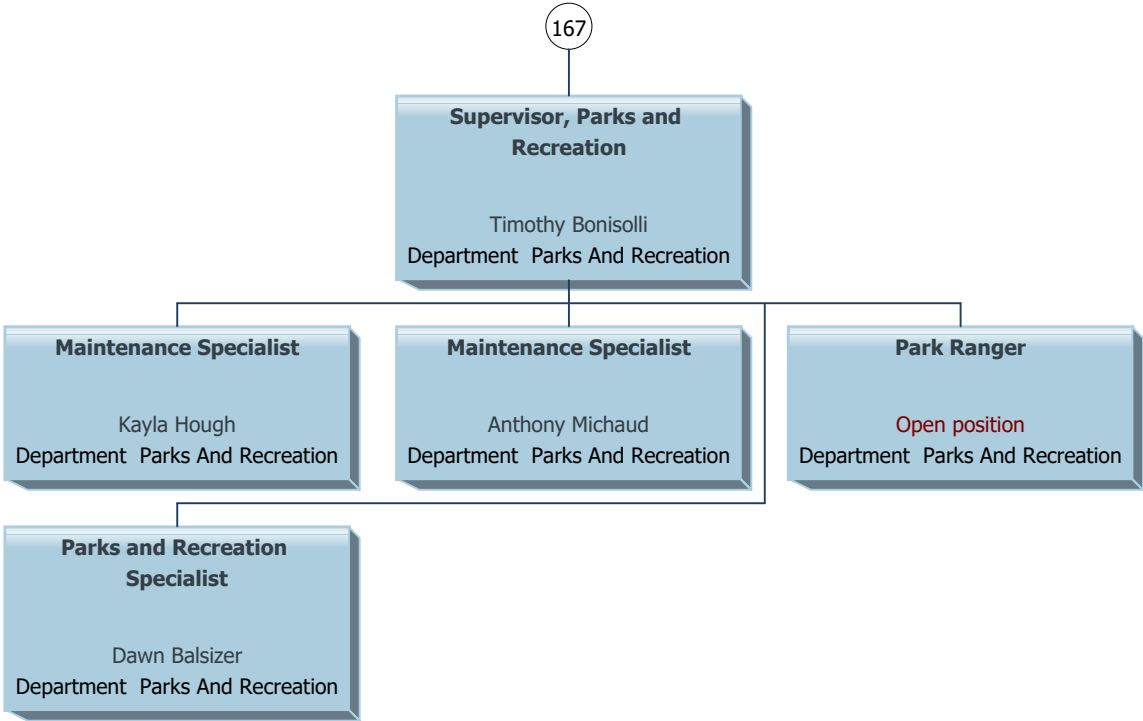 167
Supervisor, Parks and
Recreation
Timothy Bonisolli
Department  Parks And Recreation
Maintenance Specialist
Kayla Hough
Department  Parks And Recreation
Maintenance Specialist
Anthony Michaud
Department  Parks And Recreation
Park Ranger
Open position
Department  Parks And Recreation
Parks and Recreation
Specialist
Dawn Balsizer
Department  Parks And Recreation